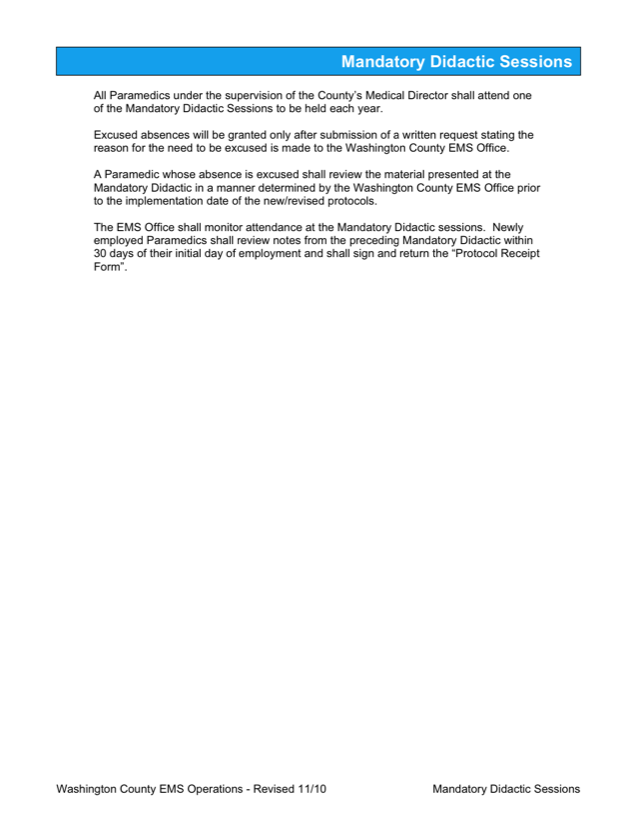 Mandatory Didactic Sessions
All Paramedics under the supervision of the County’s Medical Director shall attend one
of the Mandatory Didactic Sessions to be held each year.
Excused absences will be granted only after submission of a written request stating the
reason for the need to be excused is made to the Washington County EMS Office.
A Paramedic whose absence is excused shall review the material presented at the
Mandatory Didactic in a manner determined by the Washington County EMS Office prior
to the implementation date of the new/revised protocols.
The EMS Office shall monitor attendance at the Mandatory Didactic sessions.  Newly
employed Paramedics shall review notes from the preceding Mandatory Didactic within
30 days of their initial day of employment and shall sign and return the “Protocol Receipt
Form”.
Washington County EMS Operations - Revised 11/10
Mandatory Didactic Sessions